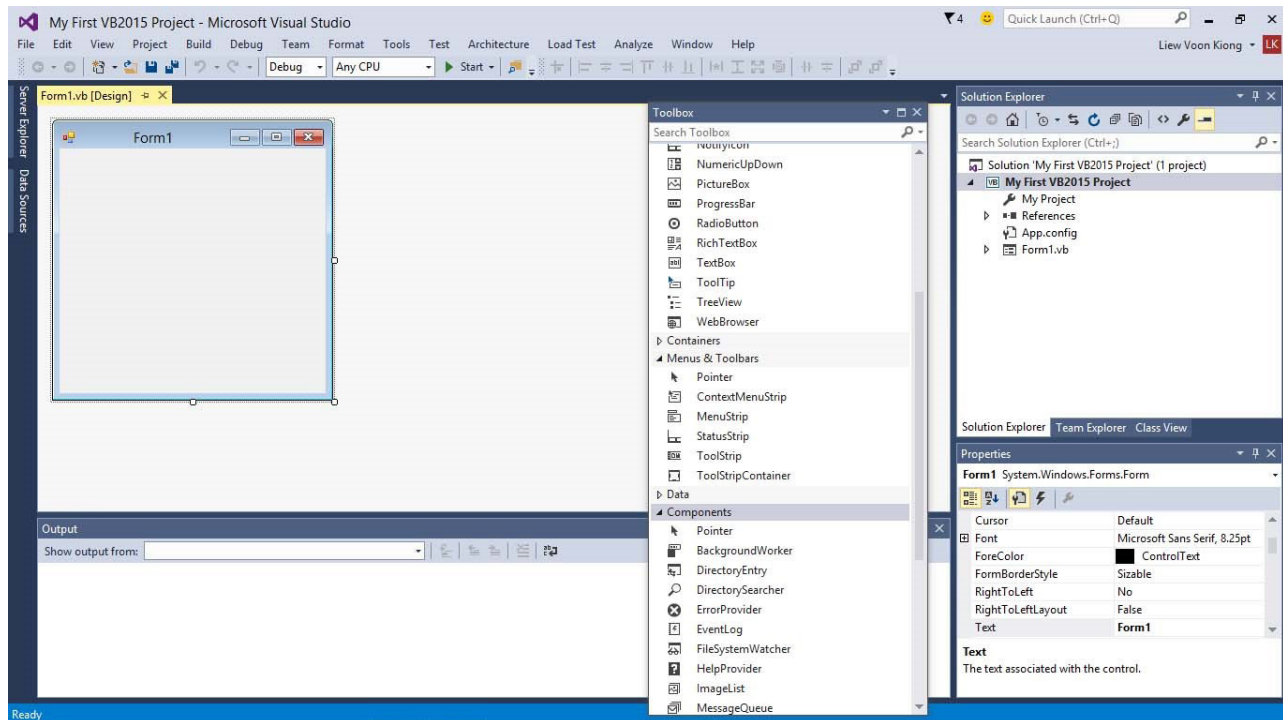 My First VB2015 Project - Microsoft Visual Studio
4
Quick Launch (Ctrl+Q)
File Edit View Project Build Debug Team Format Tools Test Architecture Load Test Analyze Window Help
Liew Voon Kiong
LK
Debug
Any CPU
Start
Server Explorer
Data Sources
Form1.vb [Design]
Form1
Output
Show output from:
Toolbox
Search Toolbox
NotifyIcon
NumericUpDown
PictureBox
ProgressBar
RadioButton
RichTextBox
TextBox
ToolTip
TreeView
WebBrowser
Containers
Menus & Toolbars
Pointer
ContextMenuStrip
MenuStrip
StatusStrip
ToolStrip
ToolStripContainer
Data
Components
Pointer
BackgroundWorker
DirectoryEntry
DirectorySearcher
ErrorProvider
EventLog
FileSystemWatcher
HelpProvider
ImageList
MessageQueue
Solution Explorer
Search Solution Explorer (Ctrl+;)
Solution 'My First VB2015 Project' (1 project)
VB My First VB2015 Project
My Project
References
App.config
Form1.vb
Solution Explorer Team Explorer Class View
Properties
Form1 System.Windows.Forms.Form
Cursor Default
Font Microsoft Sans Serif, 8.25pt
ForeColor ControlText
FormBorderStyle Sizable
RightToLeft No
RightToLeftLayout False
Text Form1
Text
The text associated with the control.
Ready